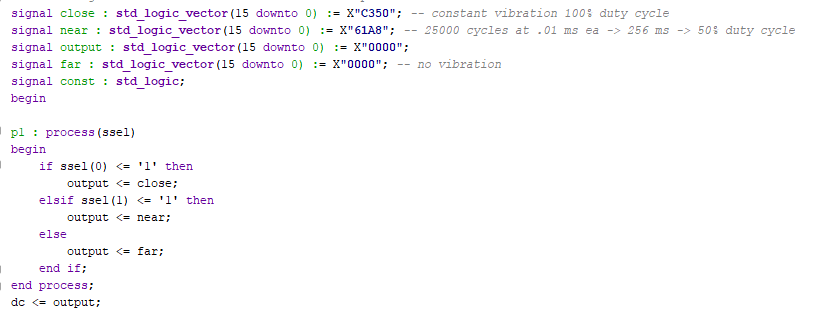 signal close : std_logic_vector(15 downto 0) := X"C350"; -- constant vibration 100% duty cycle
signal near : std_logic_vector(15 downto 0) := X"61A8"; -- 25000 cycles at .01 ms ea -> 256 ms -> 50% duty cycle
signal output : std_logic_vector(15 downto 0) := X"0000";
signal far : std_logic_vector(15 downto 0) := X"0000"; -- no vibration
signal const : std_logic;
begin

p1 : process(ssel)
begin
    if ssel(0) <= '1' then
        output <= close;
    elsif ssel(1) <= '1' then
        output <= near;
    else
        output <= far;
    end if;
end process;
dc <= output;